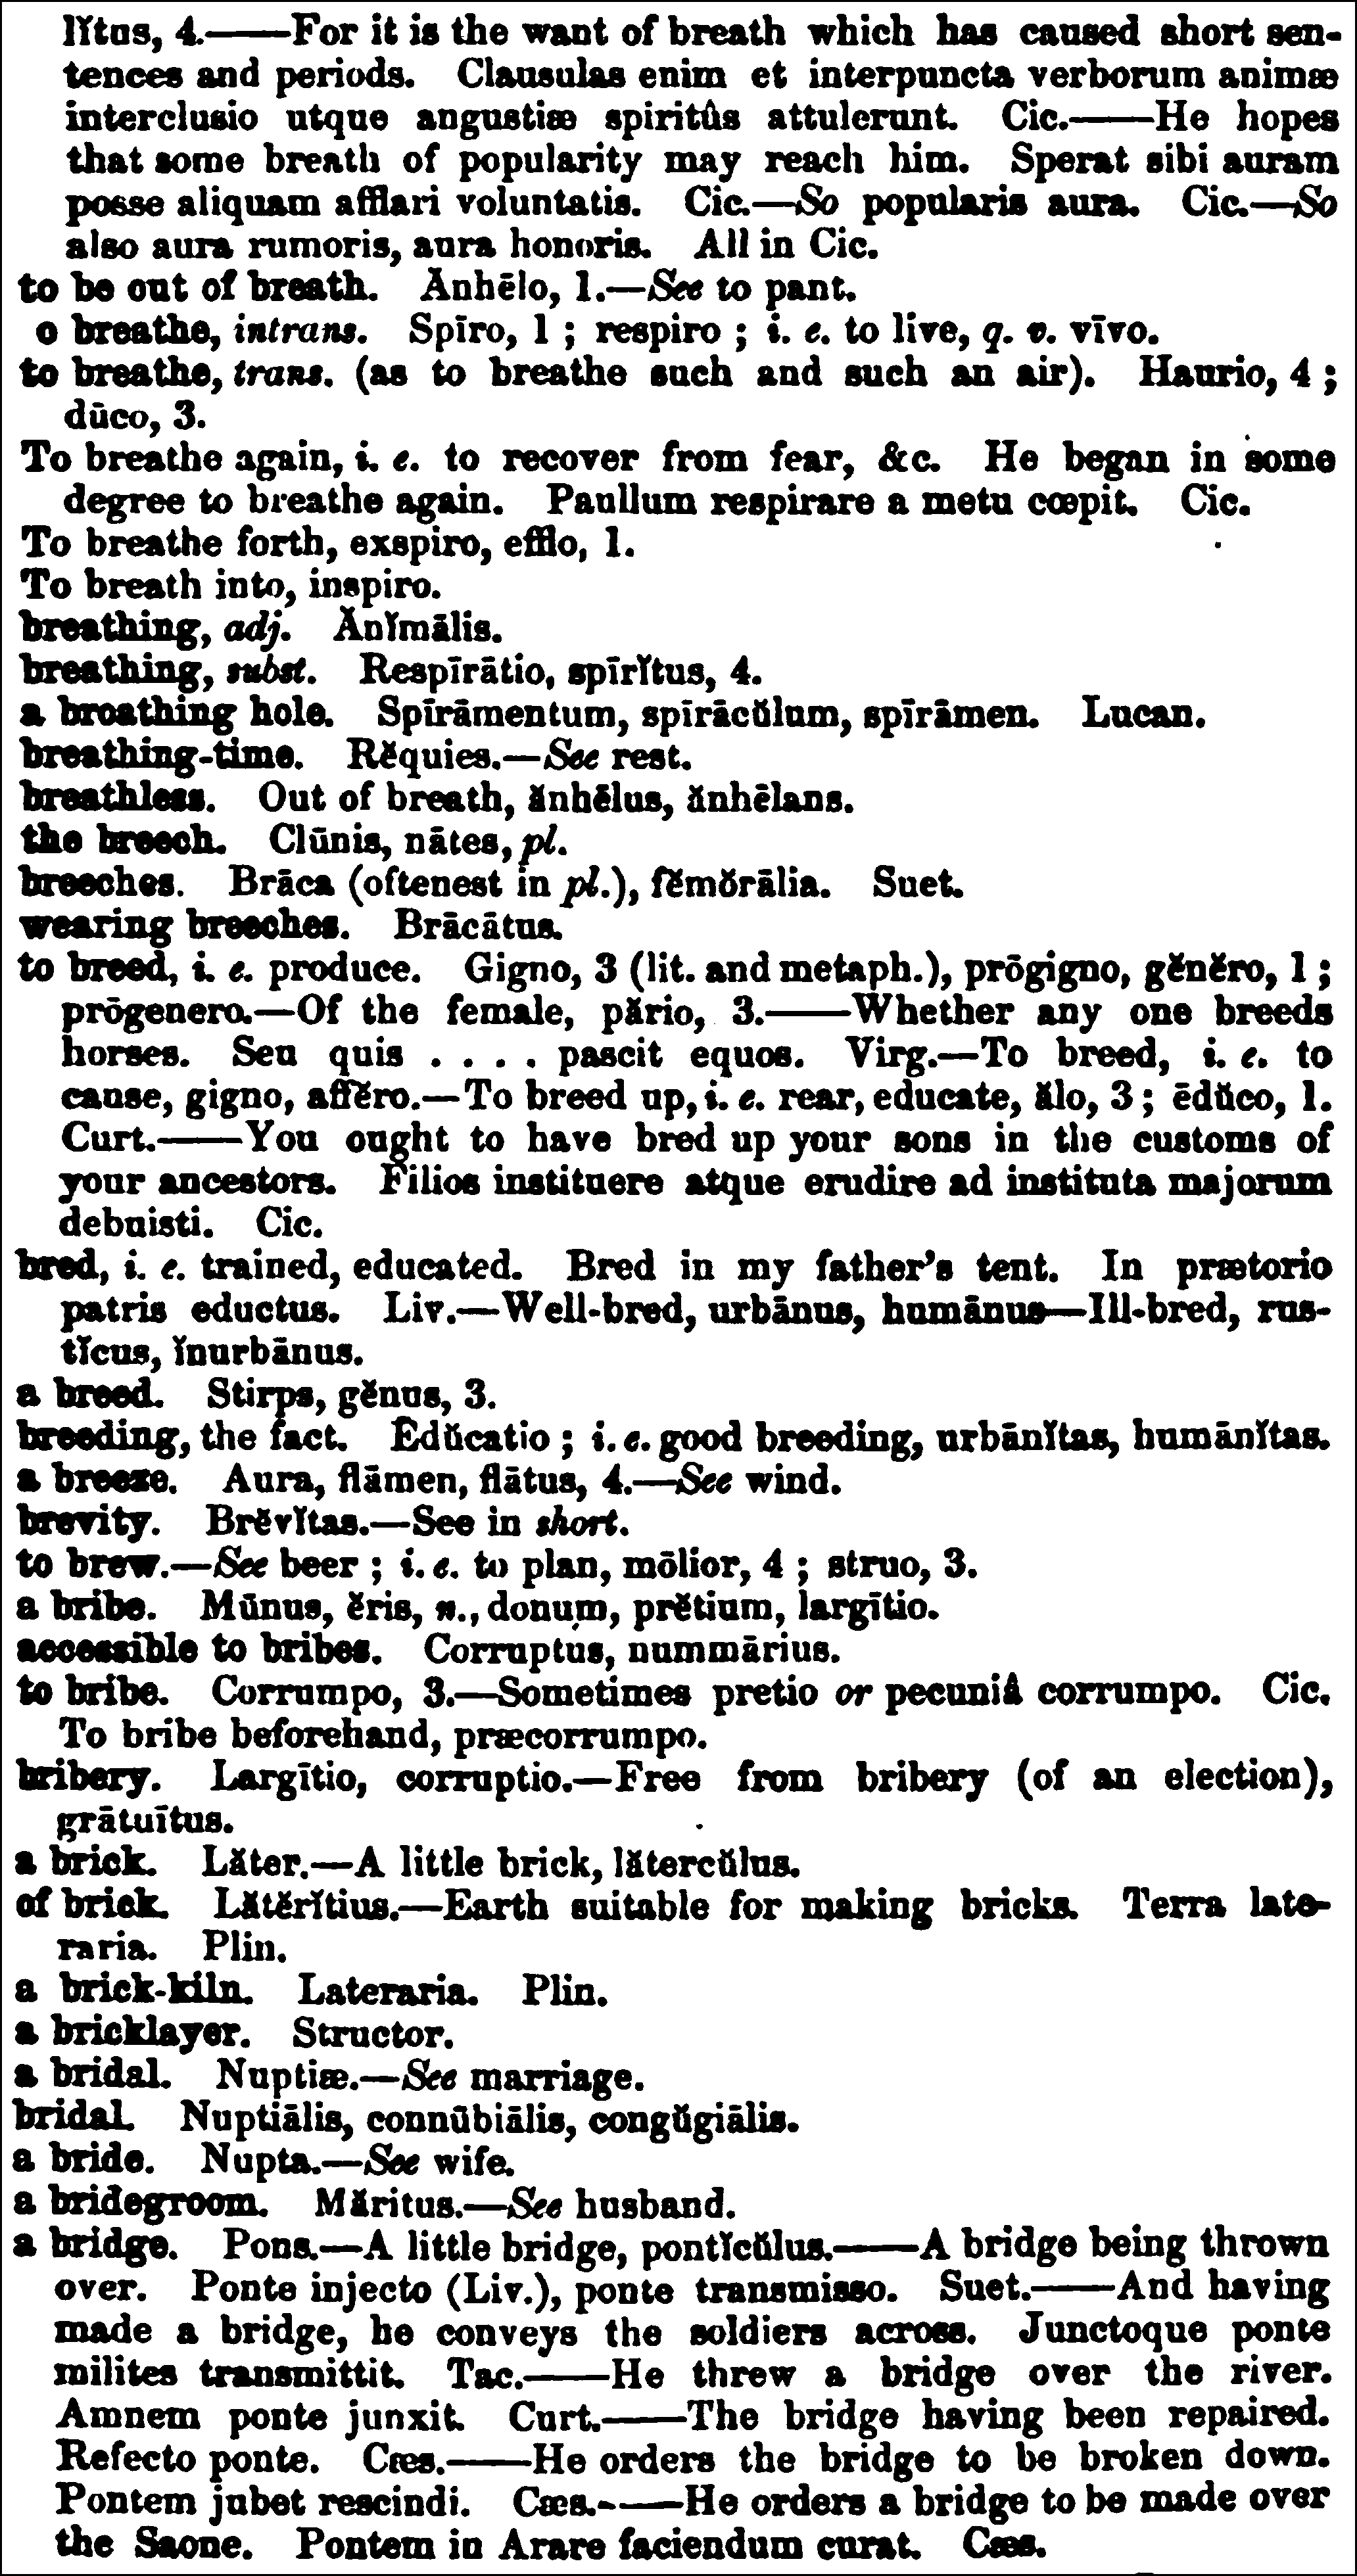 lĭtus, 4.——For it is the want of breath which has caused short sen-
tences and periods. Clausulas enim et interpuncta verborum animæ
interclusio utque angustiæ spiritûs attulerunt. Cic.——He hopes
that some breath of popularity may reach him. Sperat sibi auram
posse aliquam afflari voluntatis. Cic.—So popularis aura. Cic.—So
also aura rumoris, aura honoris. All in Cic.
to be out of breath. Ănhēlo, 1.—See to pant.
o breathe, intrans. Spīro, 1 ; respiro ; i. e. to live, q. v. vīvo.
to breathe, trans. (as to breathe such and such an air). Haurio, 4 ;
dūco, 3.
To breathe again, i. e. to recover from fear, &c. He began in some
degree to breathe again. Paullum respirare a metu cœpit. Cic.
To breathe forth, exspiro, efflo, 1.
To breath into, inspiro.
breathing, adj. Ănĭmālis.
breathing, subst. Respīrātio, spīrĭtus, 4.
a breathing hole. Spīrāmentum, spīrācŭlum, spīrāmen. Lucan.
breathing-time. Rĕquies.—See rest.
breathless. Out of breath, ănhēlus, ănhēlans.
the breech. Clūnis, nātes, pl.
breeches. Brāca (oftenest in pl.), fĕmŏrālia. Suet.
wearing breeches. Brācātus.
to breed, i. e. produce. Gigno, 3 (lit. and metaph.), prōgigno, gĕnĕro, 1 ;
prōgenero.—Of the female, părio, 3.——Whether any one breeds
horses. Seu quis . . . . pascit equos. Virg.—To breed, i. e. to
cause, gigno, affĕro.—To breed up, i. e. rear, educate, ălo, 3 ; ēdŭco, 1.
Curt.——You ought to have bred up your sons in the customs of
your ancestors. Filios instituere atque erudire ad instituta majorum
debuisti. Cic.
bred, i. e. trained, educated. Bred in my father's tent. In prætorio
patris eductus. Liv.—Well-bred, urbānus, humānus—Ill-bred, rus-
tĭcus, ĭnurbānus.
a breed. Stirps, gĕnus, 3.
breeding, the fact. Ēdŭcatio ; i. e. good breeding, urbānĭtas, humānĭtas.
a breeze. Aura, flāmen, flātus, 4.—See wind.
brevity. Brĕvĭtas.—See in short.
to brew.—See beer ; i. e. to plan, mōlior, 4 ; struo, 3.
a bribe. Mūnus, ĕris, n., donum, prĕtium, largītio.
accessible to bribes. Corruptus, nummārius.
to bribe. Corrumpo, 3.—Sometimes pretio or pecuniâ corrumpo. Cic.
To bribe beforehand, præcorrumpo.
bribery. Largītio, corruptio.—Free from bribery (of an election),
grātuītus.
a brick. Lăter.—A little brick, lătercŭlus.
of brick. Lătĕrĭtius.—Earth suitable for making bricks. Terra late-
raria. Plin.
a brick-kiln. Lateraria. Plin.
a bricklayer. Structor.
a bridal. Nuptiæ.—See marriage.
bridal. Nuptiālis, connūbiālis, congŭgiālis.
a bride. Nupta.—See wife.
a bridegroom. Măritus.—See husband.
a bridge. Pons.—A little bridge, pontĭcŭlus.——A bridge being thrown
over. Ponte injecto (Liv.), ponte transmisso. Suet.——And having
made a bridge, he conveys the soldiers across. Junctoque ponte
milites transmittit. Tac.——He threw a bridge over the river.
Amnem ponte junxit. Curt.——The bridge having been repaired.
Refecto ponte. Cæs.——He orders the bridge to be broken down.
Pontem jubet rescindi. Cæs.-——He orders a bridge to be made over
the Saone. Pontem in Arare faciendum curat. Cæs.